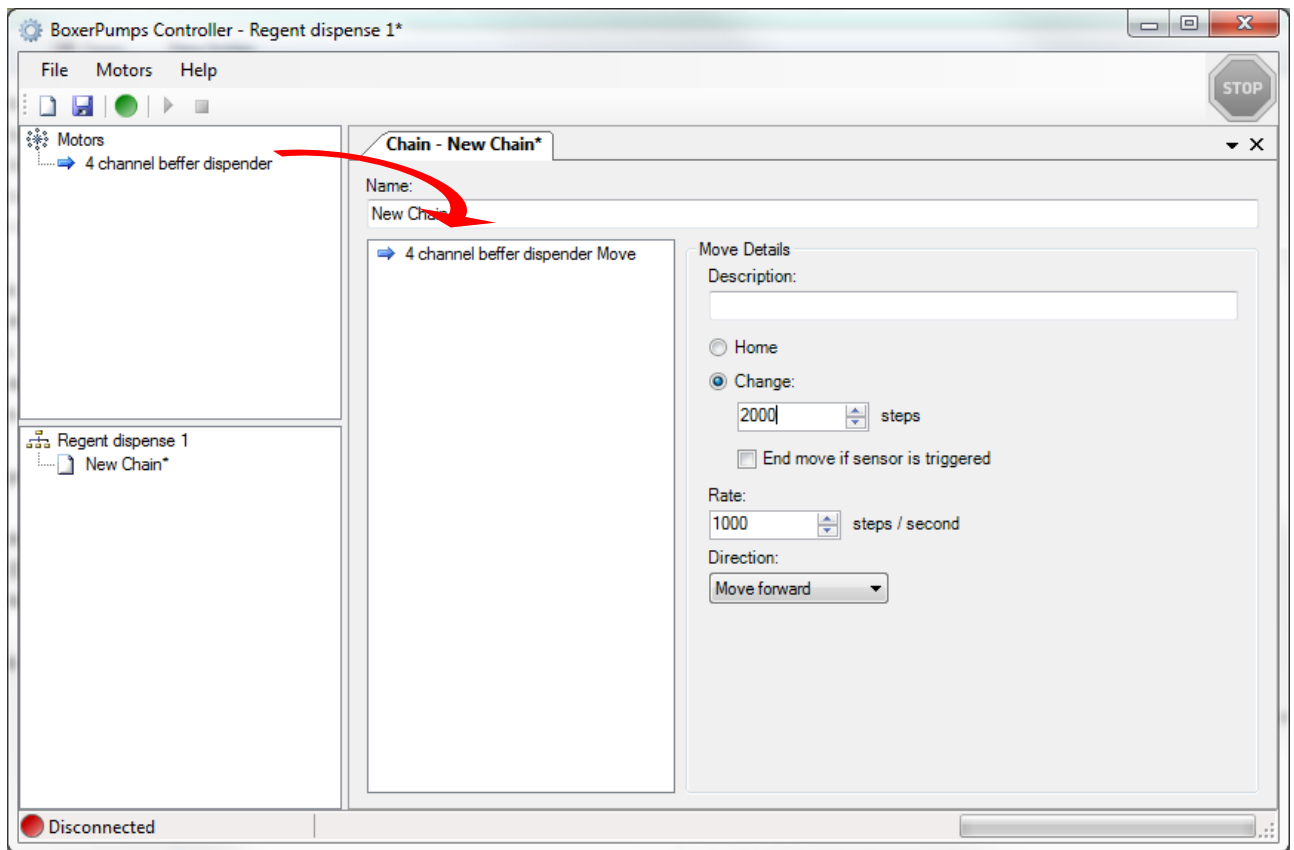 BoxerPumps Controller - Regent dispense 1*
File Motors Help
STOP
Motors
4 channel beffer dispender
Regent dispense 1
New Chain*
Chain - New Chain*
Name:
New Chain
4 channel beffer dispender Move
Move Details
Description:
Home
Change:
2000 steps
End move if sensor is triggered
Rate:
1000 steps / second
Direction:
Move forward
Disconnected